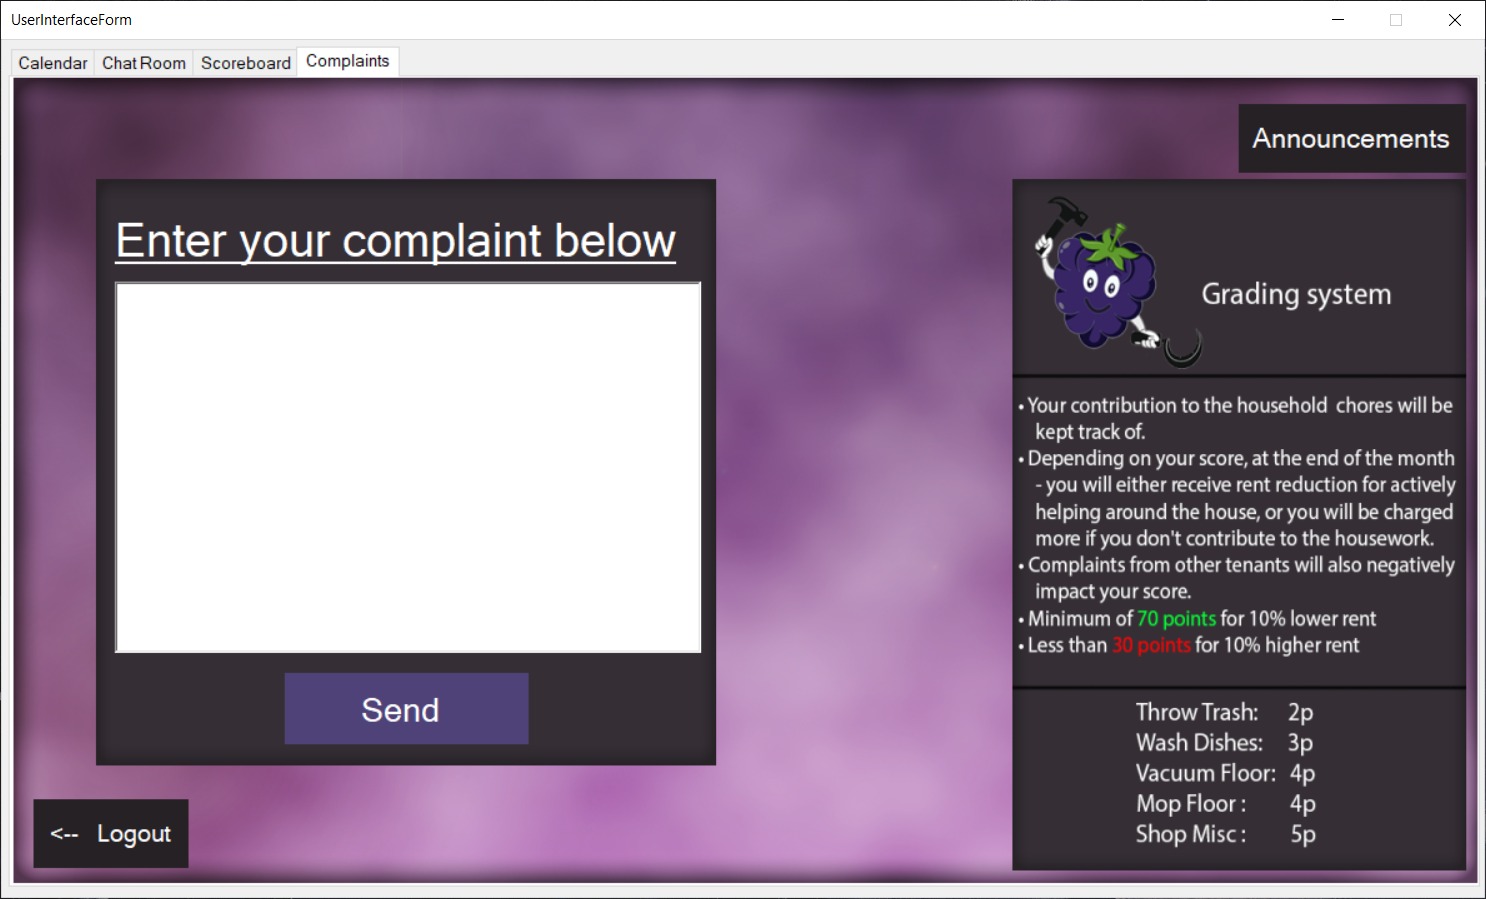 UserInterfaceForm
Calendar
Chat Room
Scoreboard
Complaints
Announcements
Enter your complaint below
Send
<-- Logout
Grading system
• Your contribution to the household chores will be
kept track of.
• Depending on your score, at the end of the month
- you will either receive rent reduction for actively
helping around the house, or you will be charged
more if you don't contribute to the housework.
• Complaints from other tenants will also negatively
impact your score.
• Minimum of 70 points for 10% lower rent
• Less than 30 points for 10% higher rent
Throw Trash: 2p
Wash Dishes: 3p
Vacuum Floor: 4p
Mop Floor : 4p
Shop Misc : 5p